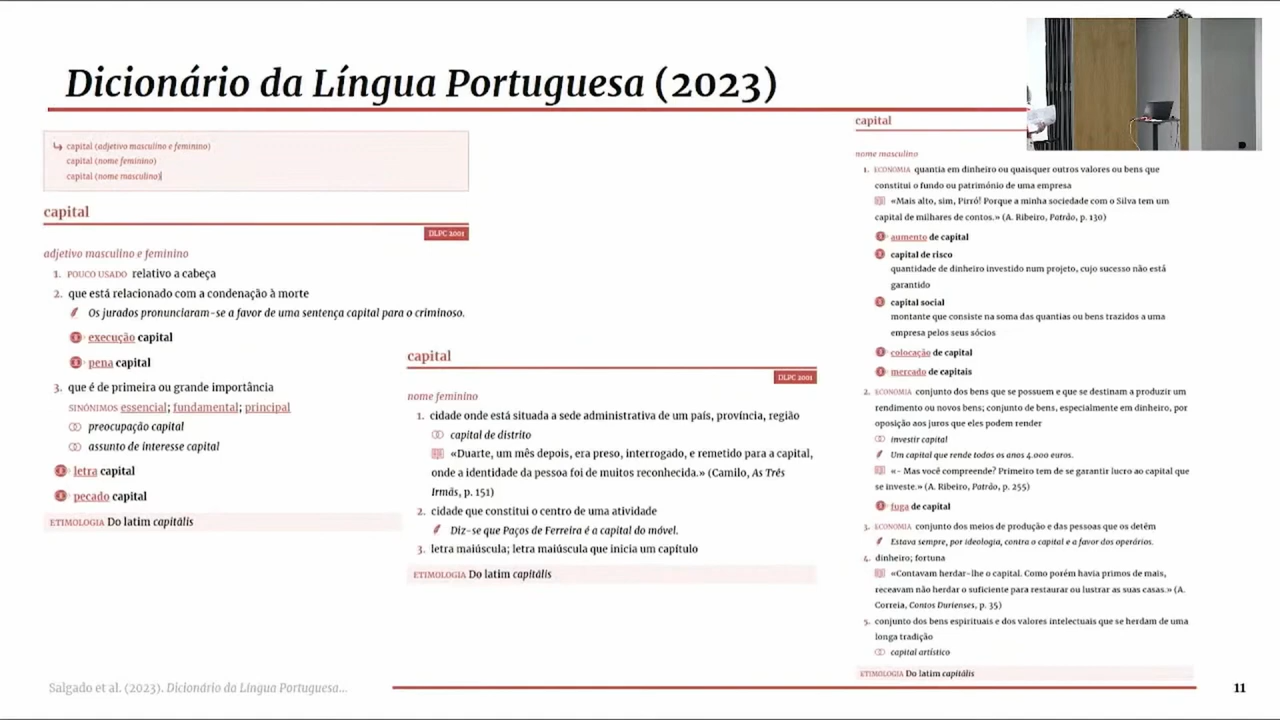 Dicionário da Língua Portuguesa (2023)
capital (adjetivo masculino e feminino)
capital (nome feminino)
capital (nome masculino)
capital
DLPC 2001
adjetivo masculino e feminino
1. POUCO USADO relativo a cabeça
2. que está relacionado com a condenação à morte
Os jurados pronunciaram-se a favor de uma sentença capital para o criminoso.
execução capital
pena capital
3. que é de primeira ou grande importância
SINÓNIMOS essencial; fundamental; principal
preocupação capital
assunto de interesse capital
letra capital
pecado capital
ETIMOLOGIA Do latim capitālis
capital
DLPC 2001
nome feminino
1. cidade onde está situada a sede administrativa de um país, província, região
capital de distrito
«Duarte, um mês depois, era preso, interrogado, e remetido para a capital,
onde a identidade da pessoa foi de muitos reconhecida.» (Camilo, As Três
Irmãs, p. 151)
2. cidade que constitui o centro de uma atividade
Diz-se que Paços de Ferreira é a capital do móvel.
3. letra maiúscula; letra maiúscula que inicia um capítulo
ETIMOLOGIA Do latim capitālis
capital
nome masculino
1. ECONOMIA quantia em dinheiro ou quaisquer outros valores ou bens que
constitui o fundo ou património de uma empresa
«Mais alto, sim, Pirró! Porque a minha sociedade com o Silva tem um
capital de milhares de contos.» (A. Ribeiro, Patrão, p. 130)
aumento de capital
capital de risco
quantidade de dinheiro investido num projeto, cujo sucesso não está
garantido
capital social
montante que consiste na soma das quantias ou bens trazidos a uma
empresa pelos seus sócios
colocação de capital
mercado de capitais
2. ECONOMIA conjunto dos bens que se possuem e que se destinam a produzir um
rendimento ou novos bens; conjunto de bens, especialmente em dinheiro, por
oposição aos juros que eles podem render
investir capital
Um capital que rende todos os anos 4.000 euros.
«- Mas você compreende? Primeiro tem de se garantir lucro ao capital que
se investe.» (A. Ribeiro, Patrão, p. 255)
fuga de capital
3. ECONOMIA conjunto dos meios de produção e das pessoas que os detêm
Estava sempre, por ideologia, contra o capital e a favor dos operários.
4. dinheiro; fortuna
«Contavam herdar-lhe o capital. Como porém havia primos de mais,
receavam não herdar o suficiente para restaurar ou lustrar as suas casas.» (A.
Correia, Contos Durienses, p. 35)
5. conjunto dos bens espirituais e dos valores intelectuais que se herdam de uma
longa tradição
capital artístico
ETIMOLOGIA Do latim capitālis
Salgado et al. (2023). Dicionário da Língua Portuguesa...
11